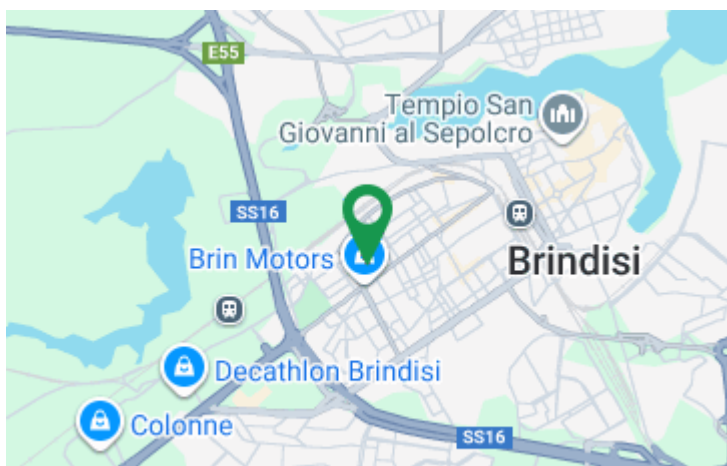 E55
Tempio San
Giovanni al Sepolcro
SS16
Brin Motors
Brindisi
Decathlon Brindisi
Colonne
SS16